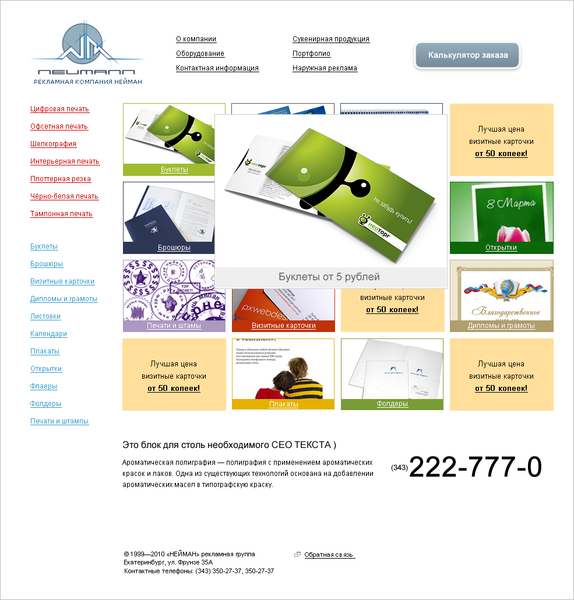 NEUMANN
РЕКЛАМНАЯ КОМПАНИЯ НЕЙМАН
О компании
Оборудование
Контактная информация
Сувенирная продукция
Портфолио
Наружная реклама
Калькулятор заказа
Цифровая печать
Офсетная печать
Шелкография
Интерьерная печать
Плоттерная резка
Чёрно-белая печать
Тампонная печать
Буклеты
Брошюры
Визитные карточки
Дипломы и грамоты
Листовки
Календари
Плакаты
Открытки
Флаеры
Фолдеры
Печати и штампы
Буклеты
Лучшая цена
визитные карточки
от 50 копеек!
Не забудь купить!
неоторг
Буклеты от 5 рублей
Брошюры
8 Марта
Открытки
Печати и штамы
pxwebdes
Визитные карточки
визитные карточки
от 50 копеек!
Благодарственное
Дипломы и грамоты
Лучшая цена
визитные карточки
от 50 копеек!
Плакаты
Фолдеры
Лучшая цена
визитные карточки
от 50 копеек!
Это блок для столь необходимого СЕО ТЕКСТА )
Ароматическая полиграфия — полиграфия с применением ароматических
красок и лаков. Одна из существующих технологий основана на добавлении
ароматических масел в типографскую краску.
(343) 222-777-0
© 1999—2010 «НЕЙМАН» рекламная группа
Екатеринбург, ул. Фрунзе 35А
Контактные телефоны: (343) 350-27-37, 350-27-37
Обратная связь